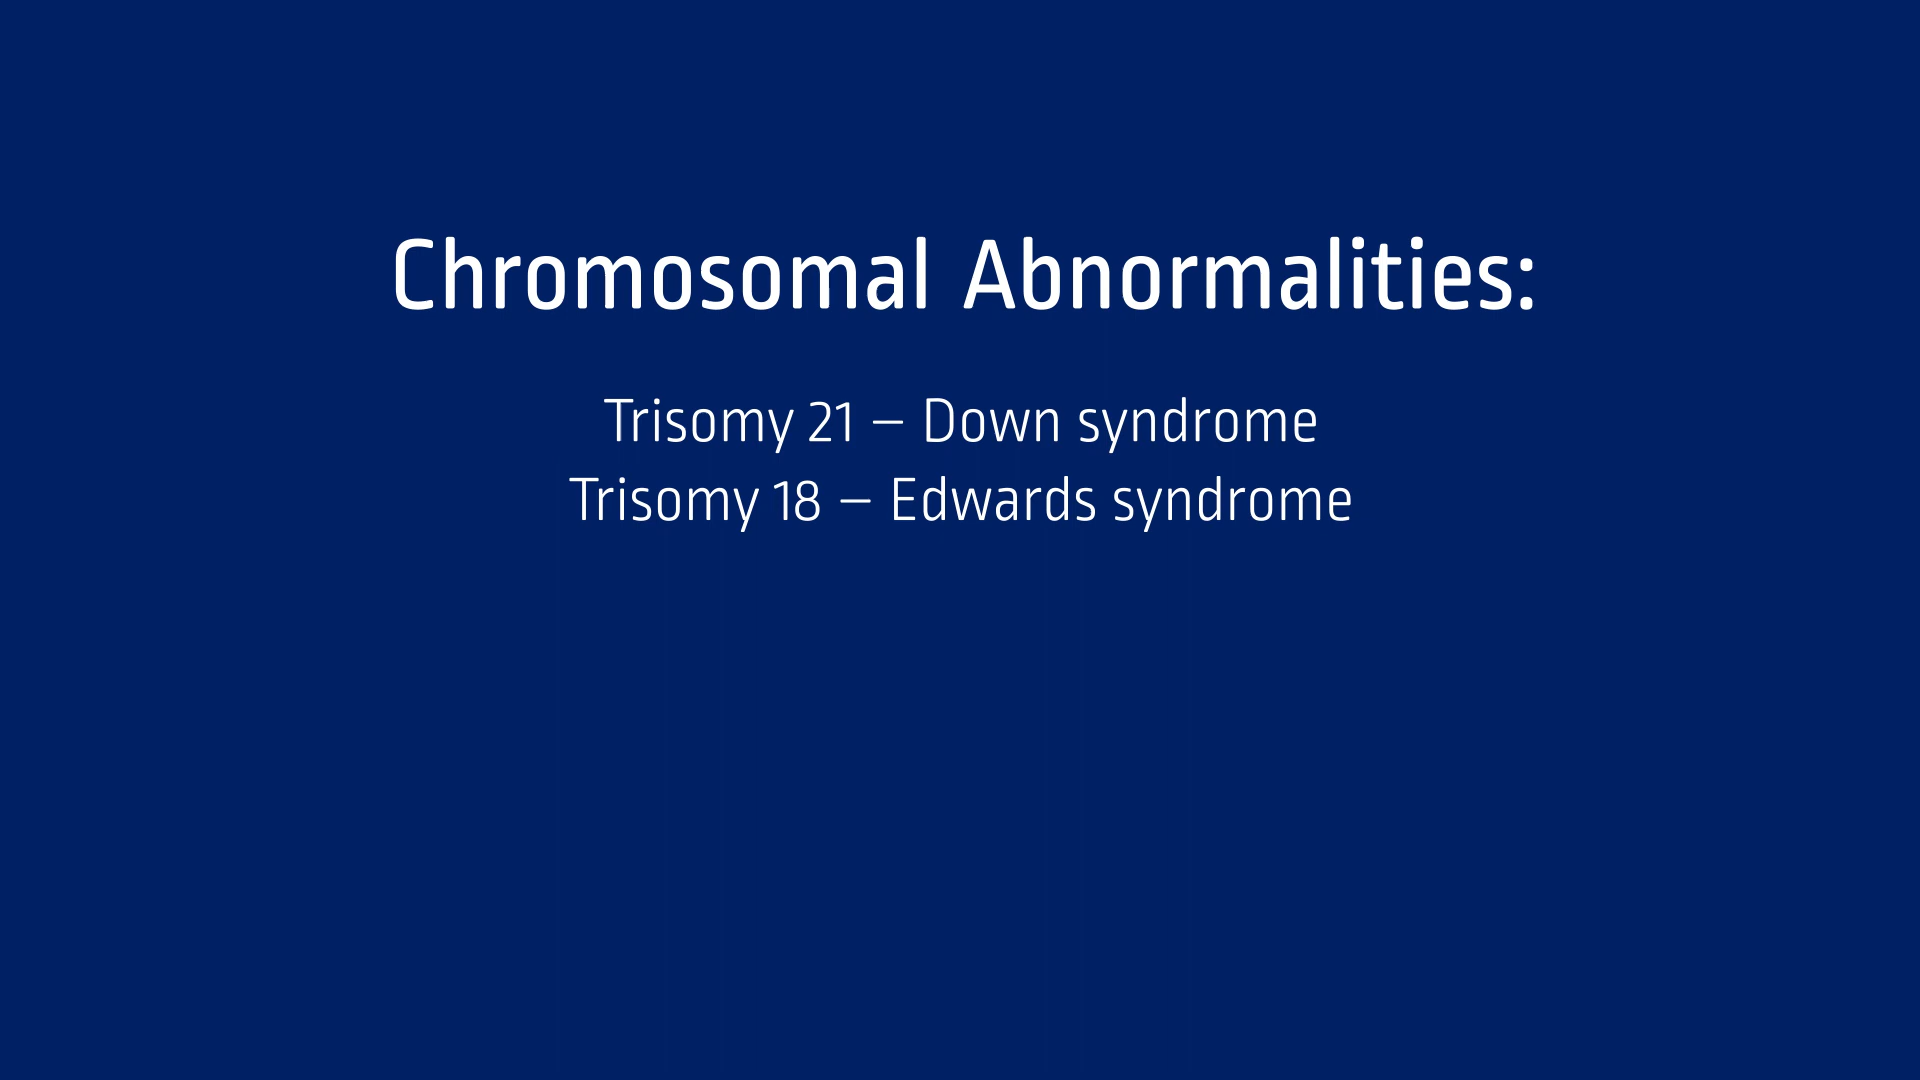 Chromosomal Abnormalities:
Trisomy 21 – Down syndrome
Trisomy 18 – Edwards syndrome